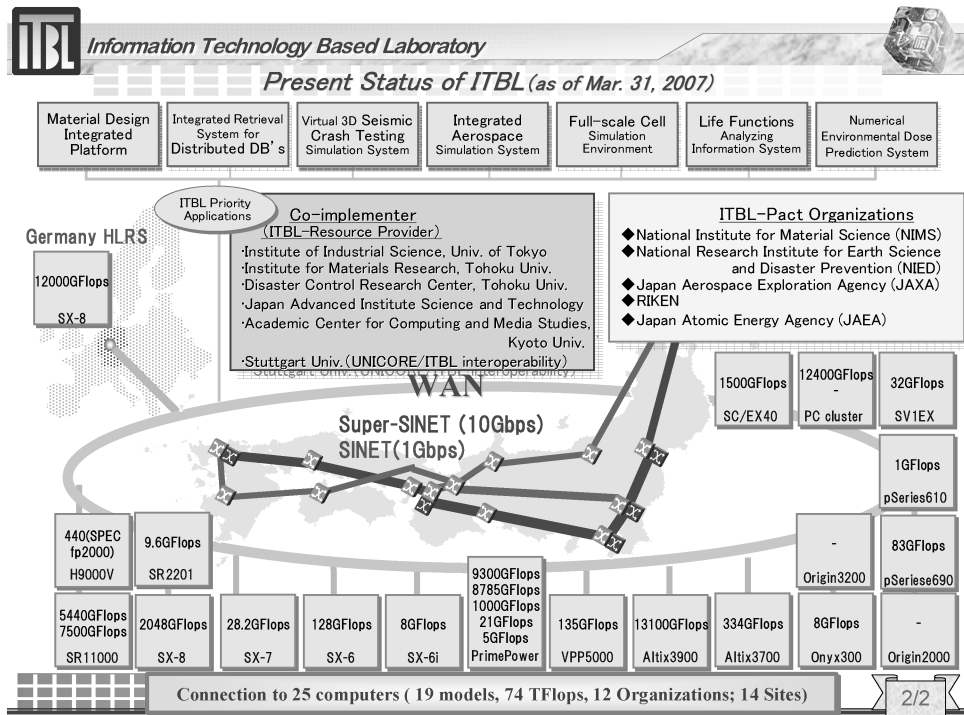 ITBL
Information Technology Based Laboratory
Present Status of ITBL (as of Mar. 31, 2007)
Material Design
Integrated
Platform
Integrated Retrieval
System for
Distributed DB's
Virtual 3D Seismic
Crash Testing
Simulation System
Integrated
Aerospace
Simulation System
Full-scale Cell
Simulation
Environment
Life Functions
Analyzing
Information System
Numerical
Environmental Dose
Prediction System
ITBL Priority
Applications
Co-implementer
(ITBL-Resource Provider)
·Institute of Industrial Science, Univ. of Tokyo
·Institute for Materials Research, Tohoku Univ.
·Disaster Control Research Center, Tohoku Univ.
·Japan Advanced Institute Science and Technology
·Academic Center for Computing and Media Studies,
Kyoto Univ.
·Stuttgart Univ.(UNICORE/ITBL interoperability)
ITBL-Pact Organizations
◆National Institute for Material Science (NIMS)
◆National Research Institute for Earth Science
and Disaster Prevention (NIED)
◆Japan Aerospace Exploration Agency (JAXA)
◆RIKEN
◆Japan Atomic Energy Agency (JAEA)
Germany HLRS
12000GFlops
SX-8
WAN
Super-SINET (10Gbps)
SINET(1Gbps)
1500GFlops
SC/EX40
12400GFlops
-
PC cluster
32GFlops
SV1EX
1GFlops
pSeries610
440(SPEC
fp2000)
H9000V
9.6GFlops
SR2201
-
Origin3200
83GFlops
pSeriese690
5440GFlops
7500GFlops
SR11000
2048GFlops
SX-8
28.2GFlops
SX-7
128GFlops
SX-6
8GFlops
SX-6i
9300GFlops
8785GFlops
1000GFlops
21GFlops
5GFlops
PrimePower
135GFlops
VPP5000
13100GFlops
Altix3900
334GFlops
Altix3700
8GFlops
Onyx300
-
Origin2000
Connection to 25 computers ( 19 models, 74 TFlops, 12 Organizations; 14 Sites)
2/2